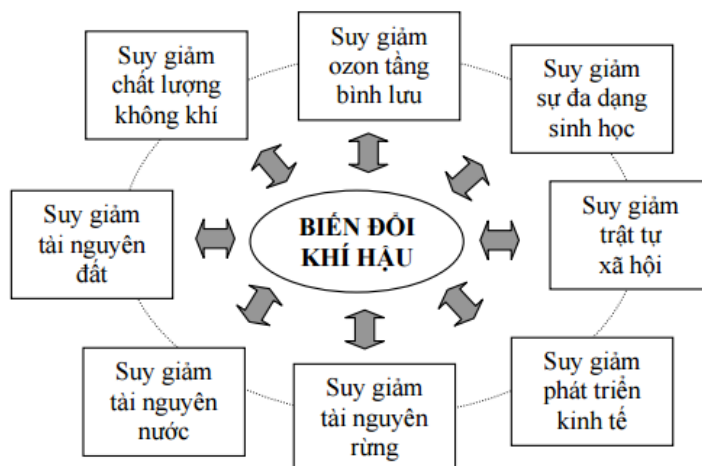 Suy giảm
chất lượng
không khí
Suy giảm
ozon tầng
bình lưu
Suy giảm
sự đa dạng
sinh học
Suy giảm
tài nguyên
đất
BIẾN ĐỔI
KHÍ HẬU
Suy giảm
trật tự
xã hội
Suy giảm
tài nguyên
nước
Suy giảm
tài nguyên
rừng
Suy giảm
phát triển
kinh tế